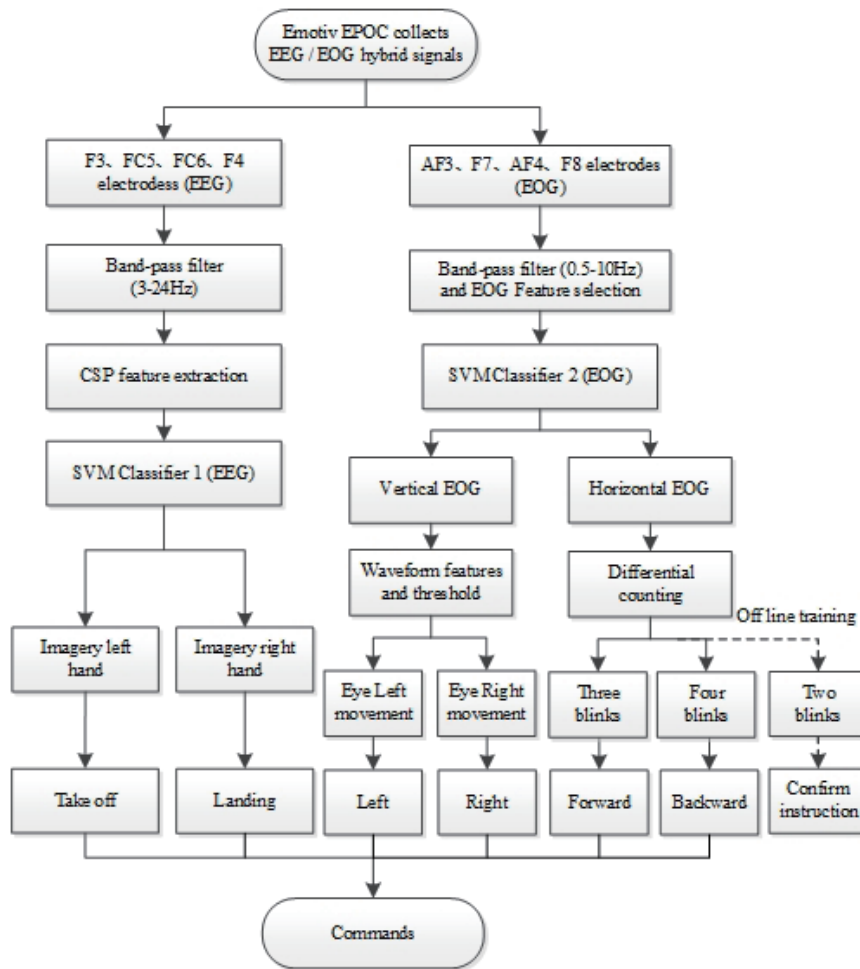 Emotiv EPOC collects
EEG / EOG hybrid signals
F3、FC5、FC6、F4
electrodess (EEG)
AF3、F7、AF4、F8 electrodes
(EOG)
Band-pass filter
(3-24Hz)
Band-pass filter (0.5-10Hz)
and EOG Feature selection
CSP feature extraction
SVM Classifier 2 (EOG)
SVM Classifier 1 (EEG)
Vertical EOG
Horizontal EOG
Waveform features
and threshold
Differential
counting
Off line training
Imagery left
hand
Imagery right
hand
Eye Left
movement
Eye Right
movement
Three
blinks
Four
blinks
Two
blinks
Take off
Landing
Left
Right
Forward
Backward
Confirm
instruction
Commands